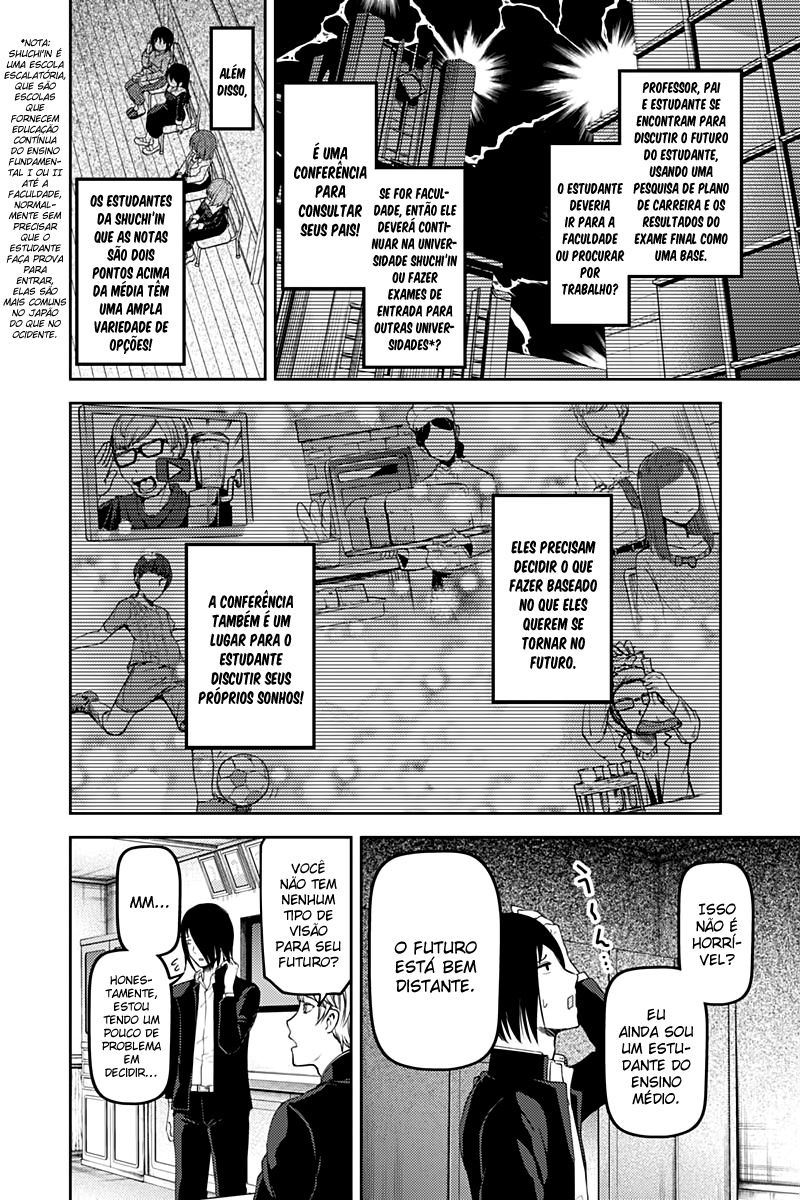 PROFESSOR, PAI
E ESTUDANTE SE
ENCONTRAM PARA
DISCUTIR O FUTURO
DO ESTUDANTE,
USANDO UMA
PESQUISA DE PLANO
DE CARREIRA E OS
RESULTADOS DO
EXAME FINAL COMO
UMA BASE.
O ESTUDANTE
DEVERIA
IR PARA A
FACULDADE
OU PROCURAR
POR
TRABALHO?
SE FOR FACUL-
DADE, ENTÃO ELE
DEVERÁ CONTI-
NUAR NA UNIVER-
SIDADE SHUCHI'IN
OU FAZER
EXAMES DE
ENTRADA PARA
OUTRAS UNIVER-
SIDADES*?
É UMA
CONFERÊNCIA
PARA
CONSULTAR
SEUS PAIS!
ALÉM
DISSO,
OS ESTUDANTES
DA SHUCHI'IN
QUE AS NOTAS
SÃO DOIS
PONTOS ACIMA
DA MÉDIA TÊM
UMA AMPLA
VARIEDADE DE
OPÇÕES!
*NOTA:
SHUCHI'IN É
UMA ESCOLA
ESCALATÓRIA,
QUE SÃO
ESCOLAS
QUE
FORNECEM
EDUCAÇÃO
CONTÍNUA
DO ENSINO
FUNDAMEN-
TAL I OU II
ATÉ A
FACULDADE,
NORMAL-
MENTE SEM
PRECISAR
QUE O
ESTUDANTE
FAÇA PROVA
PARA
ENTRAR,
ELAS SÃO
MAIS COMUNS
NO JAPÃO
DO QUE NO
OCIDENTE.
ELES PRECISAM
DECIDIR O QUE
FAZER BASEADO
NO QUE ELES
QUEREM SE
TORNAR NO
FUTURO.
A CONFERÊNCIA
TAMBÉM É UM
LUGAR PARA O
ESTUDANTE
DISCUTIR SEUS
PRÓPRIOS SONHOS!
ISSO
NÃO É
HORRÍ-
VEL?
EU
AINDA SOU
UM ESTU-
DANTE DO
ENSINO
MÉDIO.
う～～ん…
O FUTURO
ESTÁ BEM
DISTANTE.
VOCÊ
NÃO TEM
NENHUM
TIPO DE
VISÃO
PARA SEU
FUTURO?
MM...
HONES-
TAMENTE,
ESTOU
TENDO UM
POUCO DE
PROBLEMA
EM
DECIDIR...